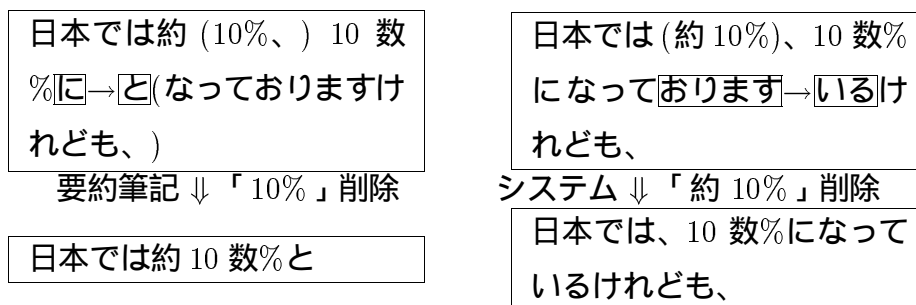 日本では約 (10%、) 10 数
%に→と(なっておりますけ
れども、)
要約筆記 ⇓ 「 10% 」削除
日本では約 10 数%と
日本では (約 10%)、10 数%
になっております→いるけ
れども、
システム ⇓ 「 約 10% 」削除
日本では、10 数%になって
いるけれども、